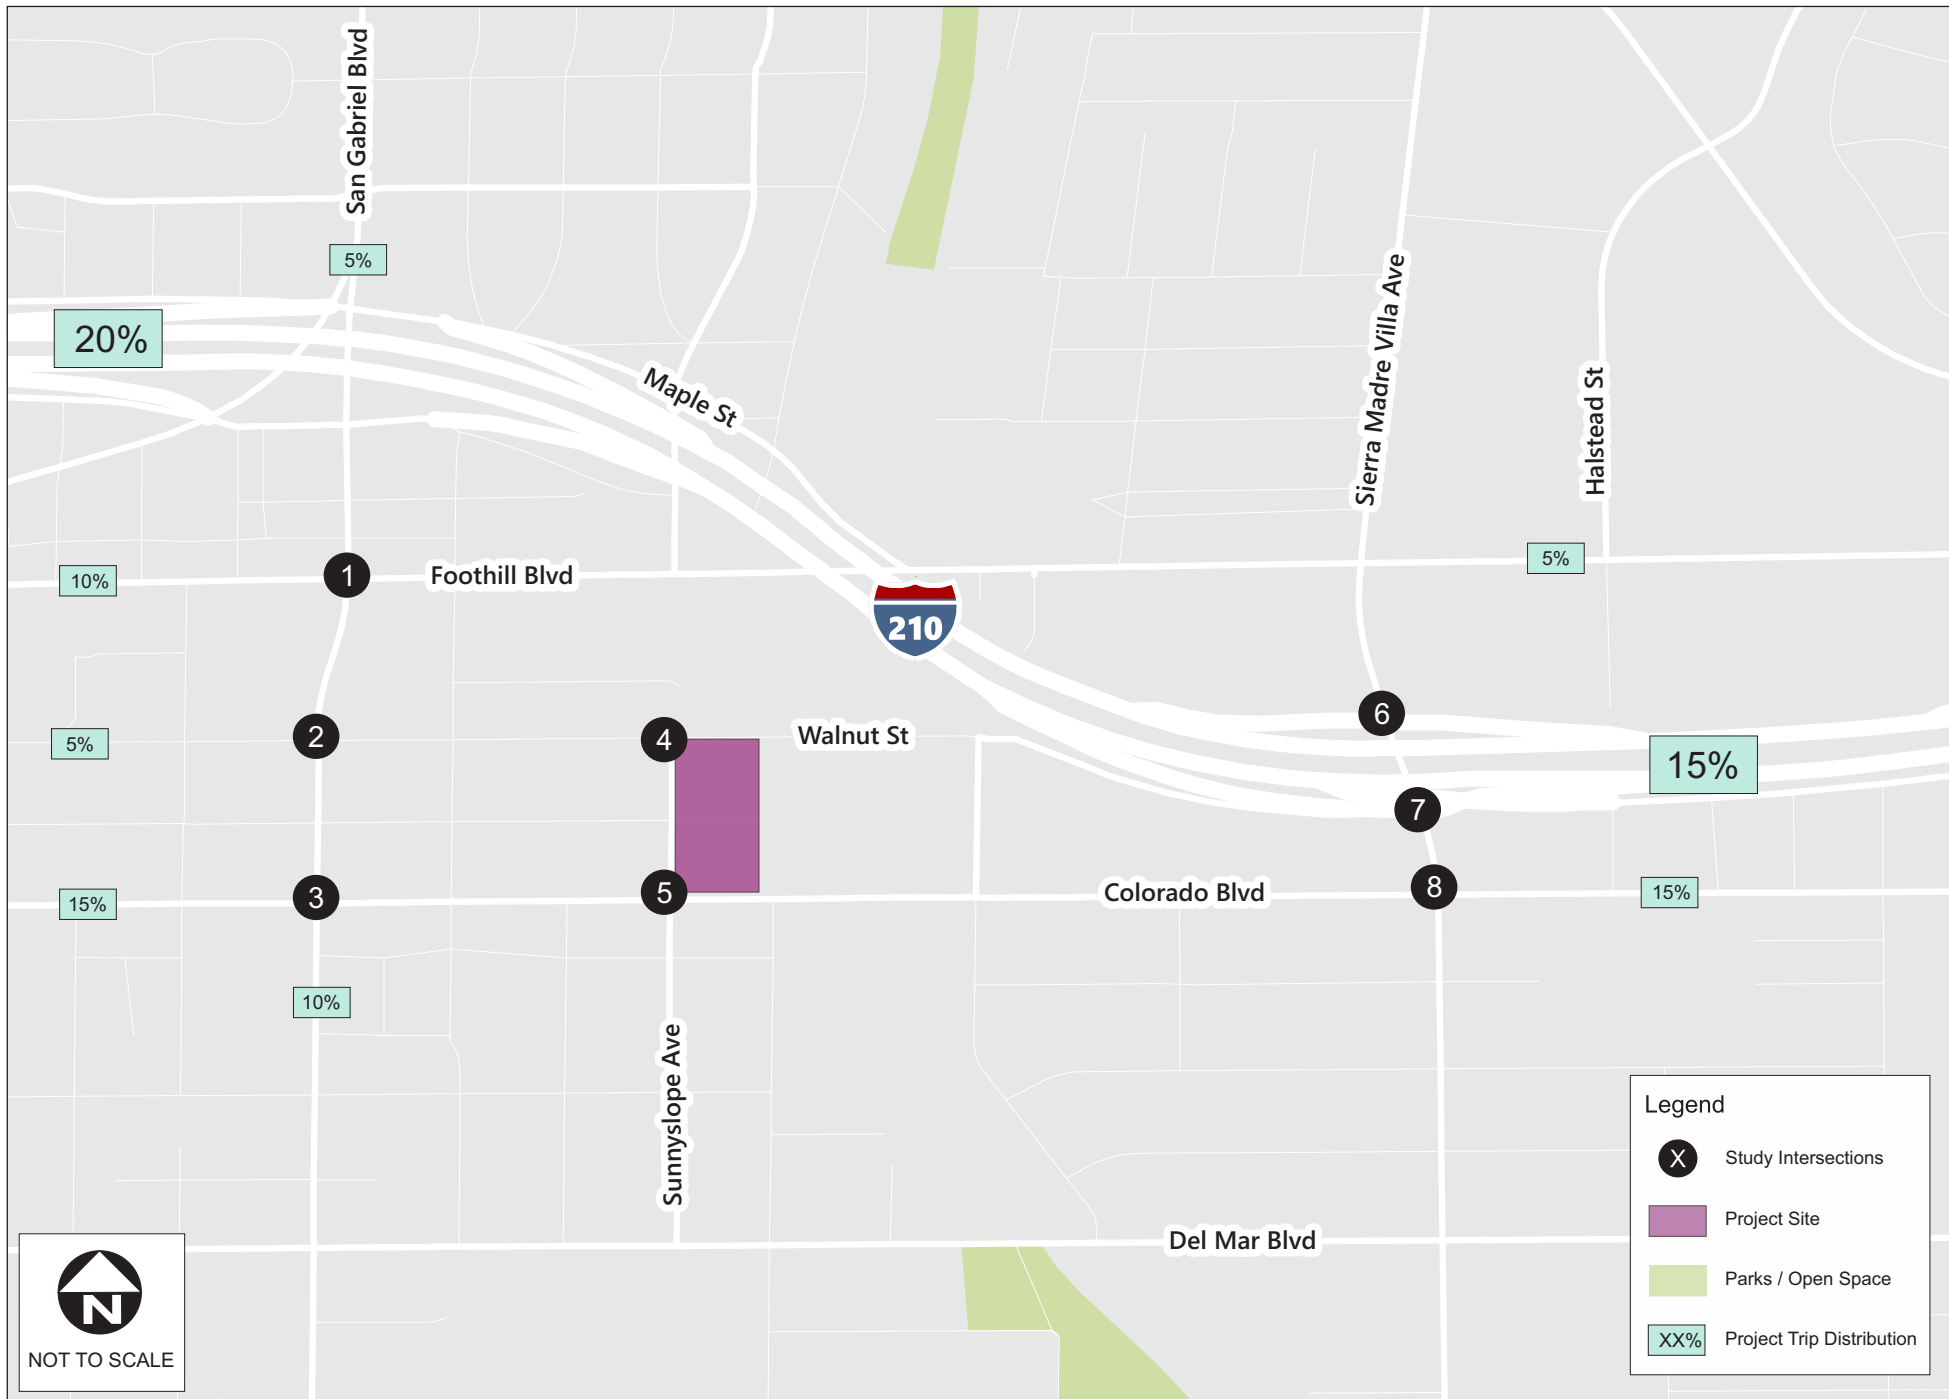 San Gabriel Blvd
5%
20%
Maple St
Sierra Madre Villa Ave
Halstead St
10%
1
Foothill Blvd
5%
210
5%
2
4
Walnut St
6
15%
7
15%
3
5
Colorado Blvd
8
15%
10%
Sunnyslope Ave
Del Mar Blvd
N
NOT TO SCALE
Legend
X Study Intersections
Project Site
Parks / Open Space
XX% Project Trip Distribution